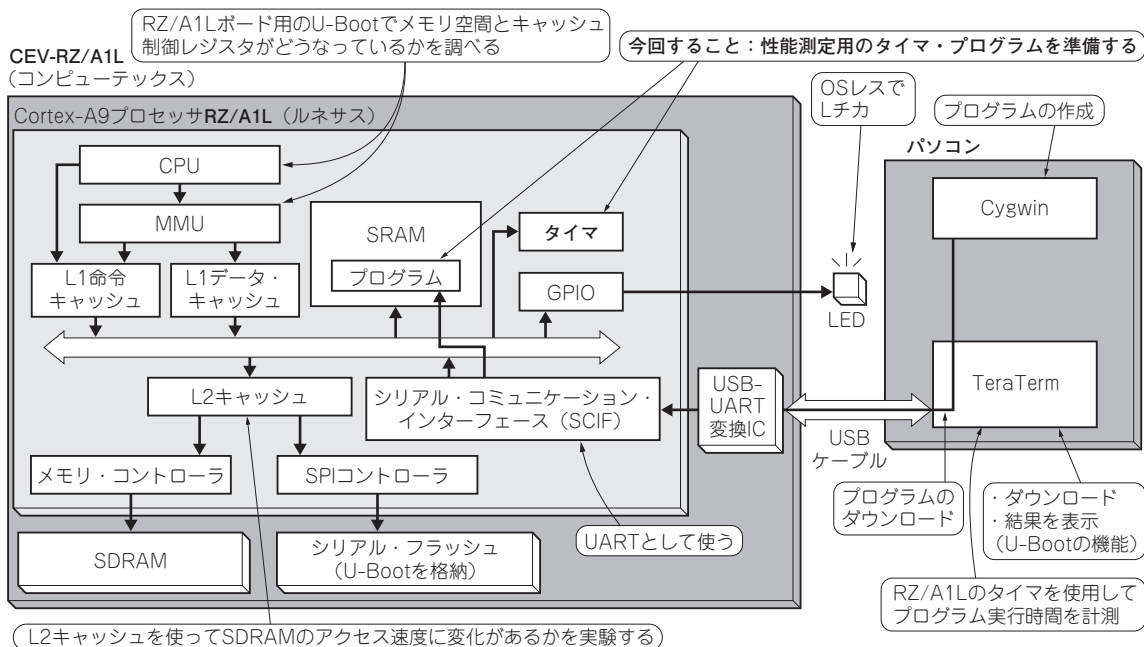 RZ/A1Lボード用のU-Bootでメモリ空間とキャッシュ
制御レジスタがどうなっているかを調べる
今回すること：性能測定用のタイマ・プログラムを準備する
CEV-RZ/A1L
（コンピューテックス）
Cortex-A9プロセッサRZ/A1L（ルネサス）
CPU
MMU
L1命令
キャッシュ
L1データ・
キャッシュ
SRAM
プログラム
タイマ
GPIO
L2キャッシュ
シリアル・コミュニケーション・
インターフェース（SCIF）
メモリ・コントローラ
SPIコントローラ
SDRAM
シリアル・フラッシュ
（U-Bootを格納）
UARTとして使う
L2キャッシュを使ってSDRAMのアクセス速度に変化があるかを実験する
USB-
UART
変換IC
OSレスで
Lチカ
LED
USB
ケーブル
プログラムの作成
パソコン
Cygwin
TeraTerm
プログラムの
ダウンロード
・ダウンロード
・結果を表示
（U-Bootの機能）
RZ/A1Lのタイマを使用して
プログラム実行時間を計測